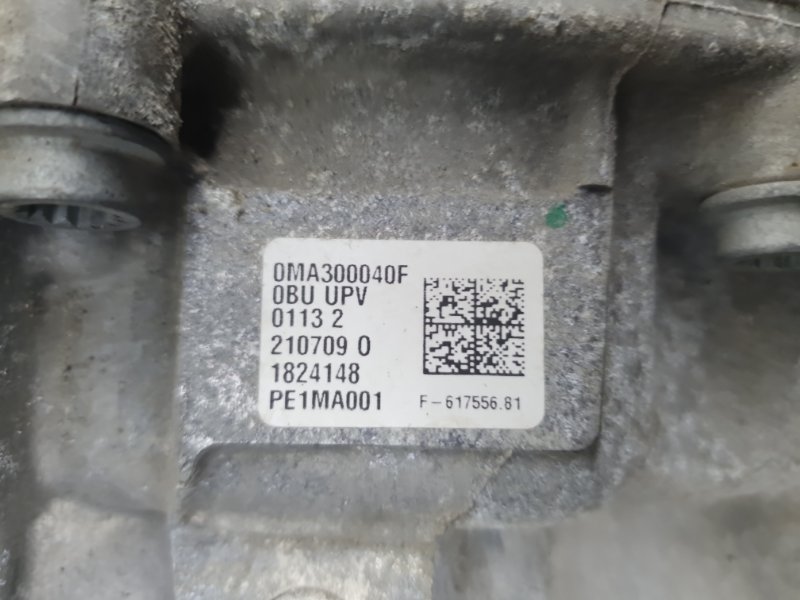 0MA300040F
0BU UPV
0113 2
210709 0
1824148
PE1MA001
F-617556.81